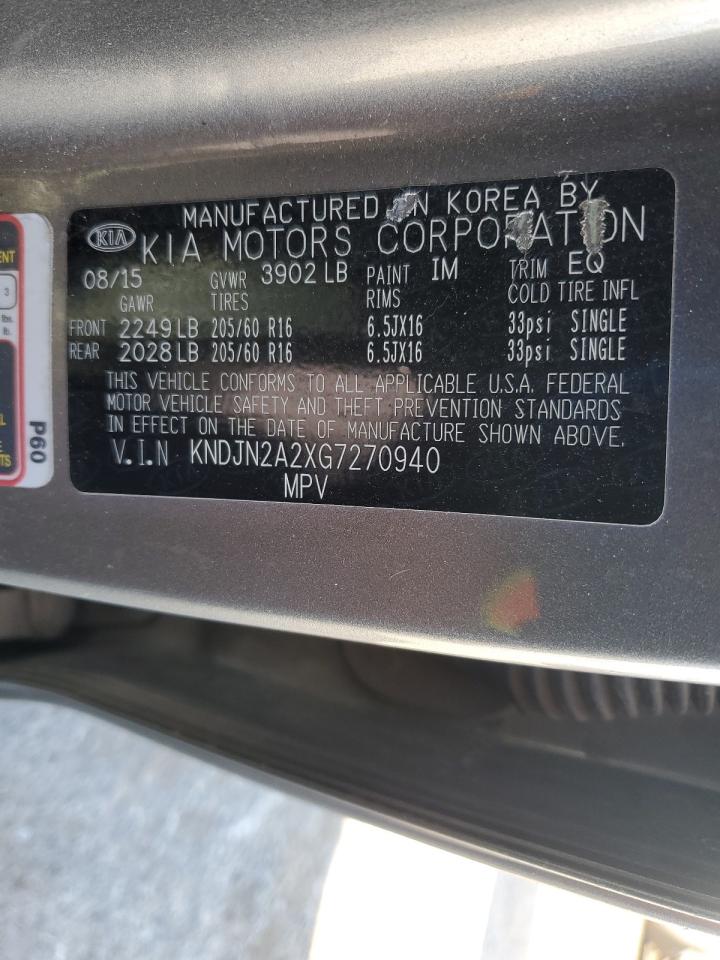 MANUFACTURED IN KOREA BY
KIA KIA MOTORS CORPORATION
08/15 GVWR 3902 LB PAINT IM TRIM EQ
GAWR TIRES RIMS COLD TIRE INFL
FRONT 2249 LB 205/60 R16 6.5JX16 33psi SINGLE
REAR 2028 LB 205/60 R16 6.5JX16 33psi SINGLE
THIS VEHICLE CONFORMS TO ALL APPLICABLE U.S.A. FEDERAL
MOTOR VEHICLE SAFETY AND THEFT PREVENTION STANDARDS
IN EFFECT ON THE DATE OF MANUFACTURE SHOWN ABOVE.
V.I.N KNDJN2A2XG7270940
MPV
3
lbs.
lb.
P60